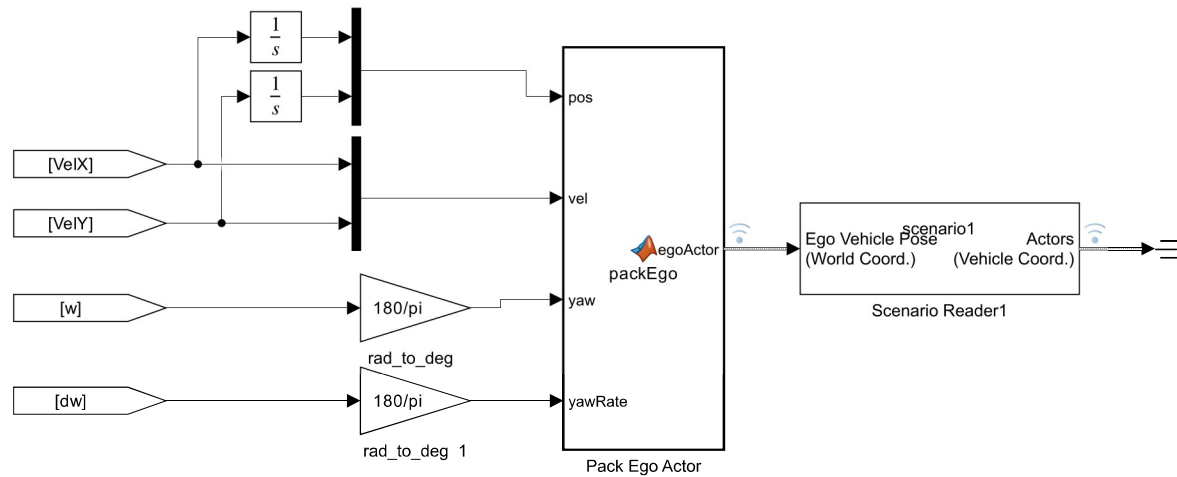 1
s
1
s
pos
[VelX]
vel
[VelY]
scenario1
Ego Vehicle Pose
(World Coord.)
Actors
(Vehicle Coord.)
egoActor
packEgo
yaw
[w]
180/pi
Scenario Reader1
rad_to_deg
[dw]
180/pi
yawRate
rad_to_deg 1
Pack Ego Actor